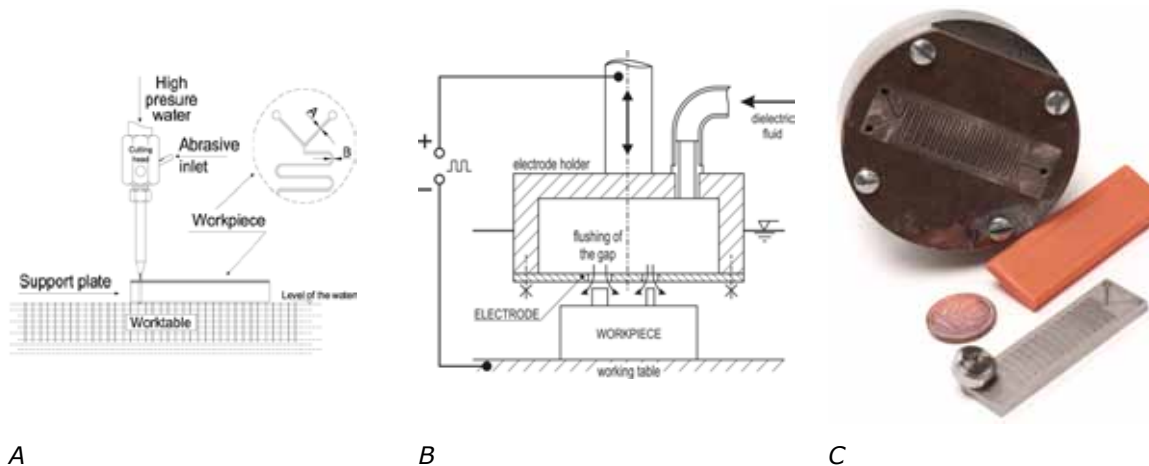 High
presure
water
Cutting
head
Abrasive
inlet
A
B
Workpiece
Support plate
Level of the waterr
Worktable
+
−
electrode holder
dielectric
fluid
flushing of
the gap
ELECTRODE
WORKPIECE
working table
A
B
C